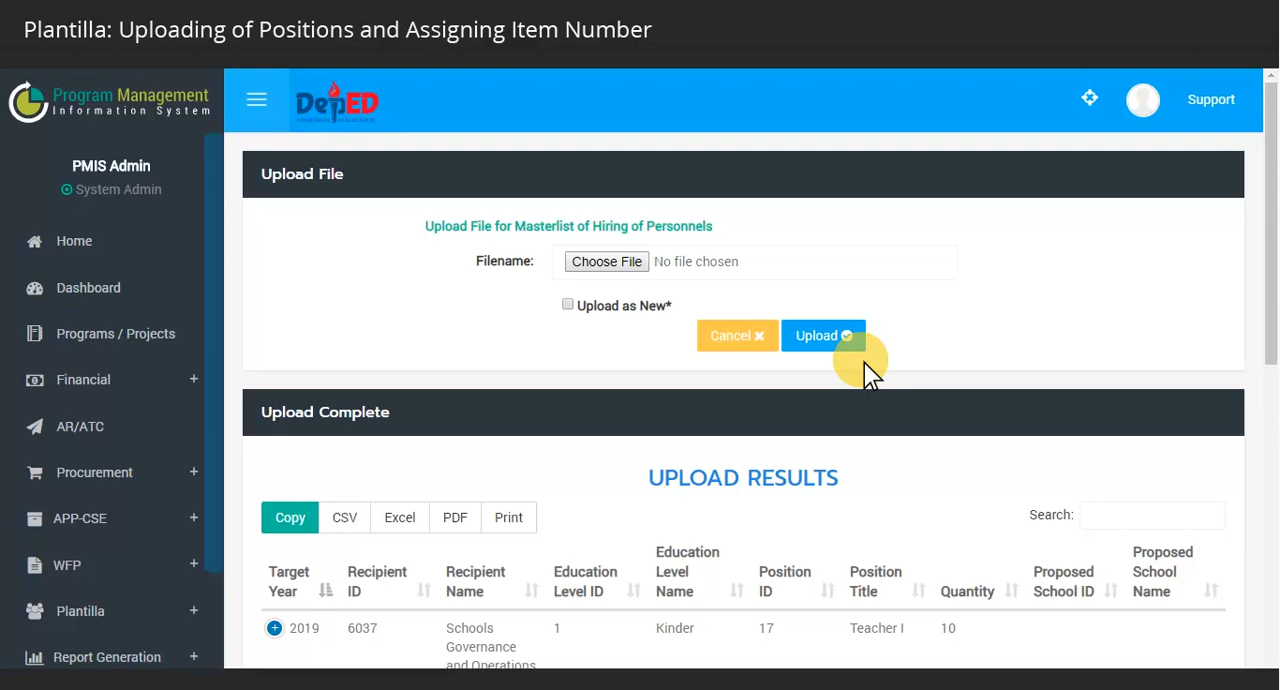 Plantilla: Uploading of Positions and Assigning Item Number
Program Management
Information System
DepED
Support
PMIS Admin
System Admin
Home
Dashboard
Programs / Projects
Financial +
AR/ATC
Procurement +
APP-CSE +
WFP +
Plantilla +
Report Generation +
Upload File
Upload File for Masterlist of Hiring of Personnels
Filename: Choose File No file chosen
Upload as New*
Cancel Upload
Upload Complete
UPLOAD RESULTS
Copy CSV Excel PDF Print
Search:
Target Year Recipient ID Recipient Name Education Level ID Education Level Name Position ID Position Title Quantity Proposed School ID Proposed School Name
2019 6037 Schools 1 Kinder 17 Teacher I 10
Governance
and Operations